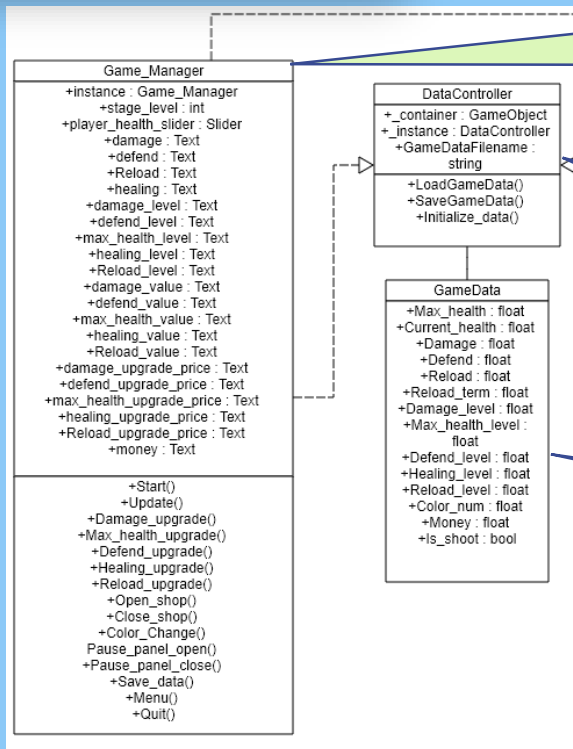 Game_Manager
+instance : Game_Manager
+stage_level : int
+player_health_slider : Slider
+damage : Text
+defend : Text
+Reload : Text
+healing : Text
+damage_level : Text
+defend_level : Text
+max_health_level : Text
+healing_level : Text
+Reload_level : Text
+damage_value : Text
+defend_value : Text
+max_health_value : Text
+healing_value : Text
+Reload_value : Text
+damage_upgrade_price : Text
+defend_upgrade_price : Text
+max_health_upgrade_price : Text
+healing_upgrade_price : Text
+Reload_upgrade_price : Text
+money : Text
+Start()
+Update()
+Damage_upgrade()
+Max_health_upgrade()
+Defend_upgrade()
+Healing_upgrade()
+Reload_upgrade()
+Open_shop()
+Close_shop()
+Color_Change()
Pause_panel_open()
+Pause_panel_close()
+Save_data()
+Menu()
+Quit()
DataController
+_container : GameObject
+_instance : DataController
+GameDataFilename :
string
+LoadGameData()
+SaveGameData()
+Initialize_data()
GameData
+Max_health : float
+Current_health : float
+Damage : float
+Defend : float
+Reload : float
+Reload_term : float
+Damage_level : float
+Max_health_level :
float
+Defend_level : float
+Healing_level : float
+Reload_level : float
+Color_num : float
+Money : float
+Is_shoot : bool